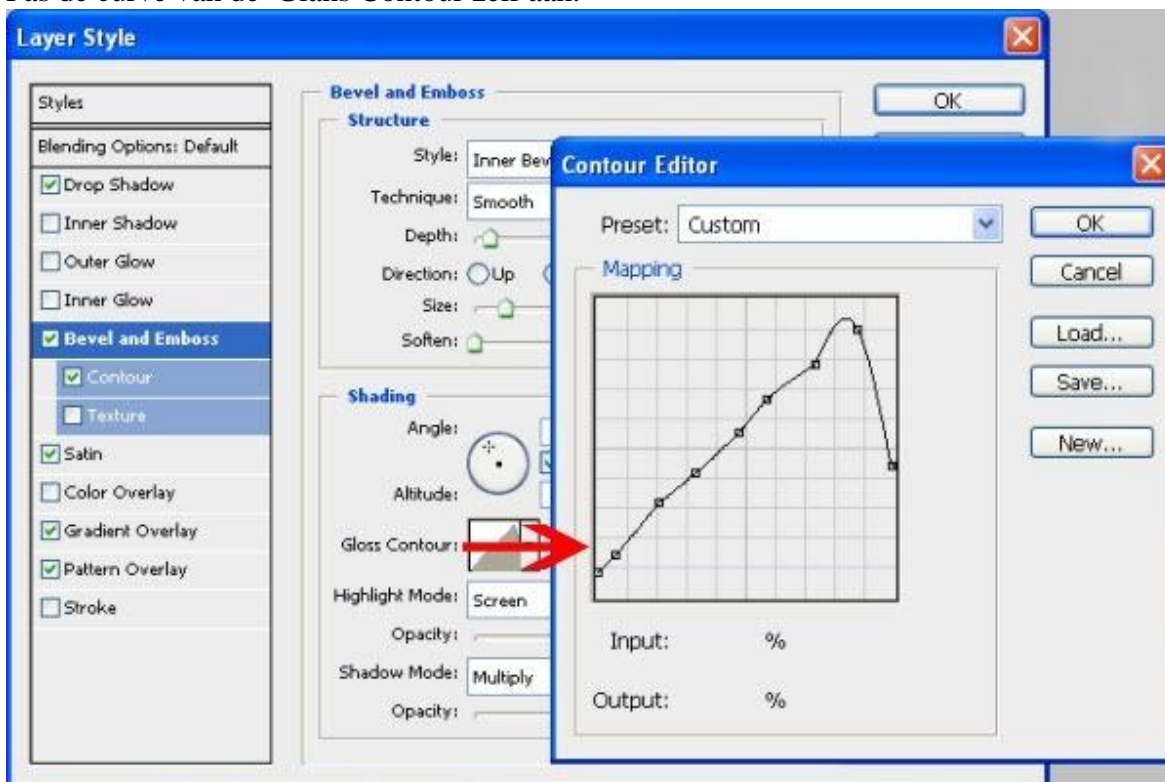 Pas de curve van de 'Glans Contour' zelf aan.
Layer Style
Styles
Blending Options: Default
Drop Shadow
Inner Shadow
Outer Glow
Inner Glow
Bevel and Emboss
Contour
Texture
Satin
Color Overlay
Gradient Overlay
Pattern Overlay
Stroke
Bevel and Emboss
Structure
Style: Inner Bev
Technique: Smooth
Depth:
Direction: Up
Size:
Soften:
Shading
Angle:
Altitude:
Gloss Contour:
Highlight Mode: Screen
Opacity:
Shadow Mode: Multiply
Opacity:
OK
Contour Editor
Preset: Custom
Mapping
Input: %
Output: %
OK
Cancel
Load...
Save...
New...